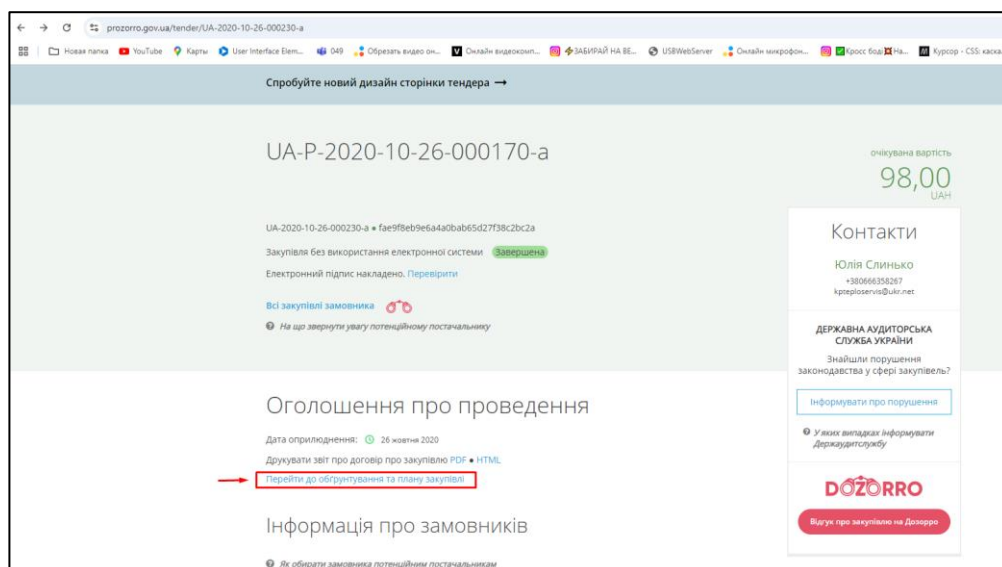 prozorro.gov.ua/tender/UA-2020-10-26-000230-a
Новая папка YouTube Карты User Interface Elem... 049 Обрезать видео он... Онлайн видеокомп... ЗАБИРАЙ НА ВЕ... USBWebServer Онлайн микрофон... Кросс боді На... Курсор - CSS: каска
Спробуйте новий дизайн сторінки тендера →
UA-P-2020-10-26-000170-a
очікувана вартість
98,00
UAH
UA-2020-10-26-000230-a ● fae9f8eb9e6a4a0bab65d27f38c2bc2a
Закупівля без використання електронної системи Завершена
Електронний підпис накладено. Перевірити
Всі закупівлі замовника
На що звернути увагу потенційному постачальнику
Контакти
Юлія Слинько
+380666358267
kpteploservis@ukr.net
ДЕРЖАВНА АУДИТОРСЬКА
СЛУЖБА УКРАЇНИ
Знайшли порушення
законодавства у сфері закупівель?
Інформувати про порушення
У яких випадках інформувати
Держаудитслужбу
DOZORRO
Відгук про закупівлю на Дозорро
Оголошення про проведення
Дата оприлюднення: 26 жовтня 2020
Друкувати звіт про договір про закупівлю PDF ● HTML
Перейти до обґрунтування та плану закупівлі
Інформація про замовників
Як обирати замовника потенційним постачальникам